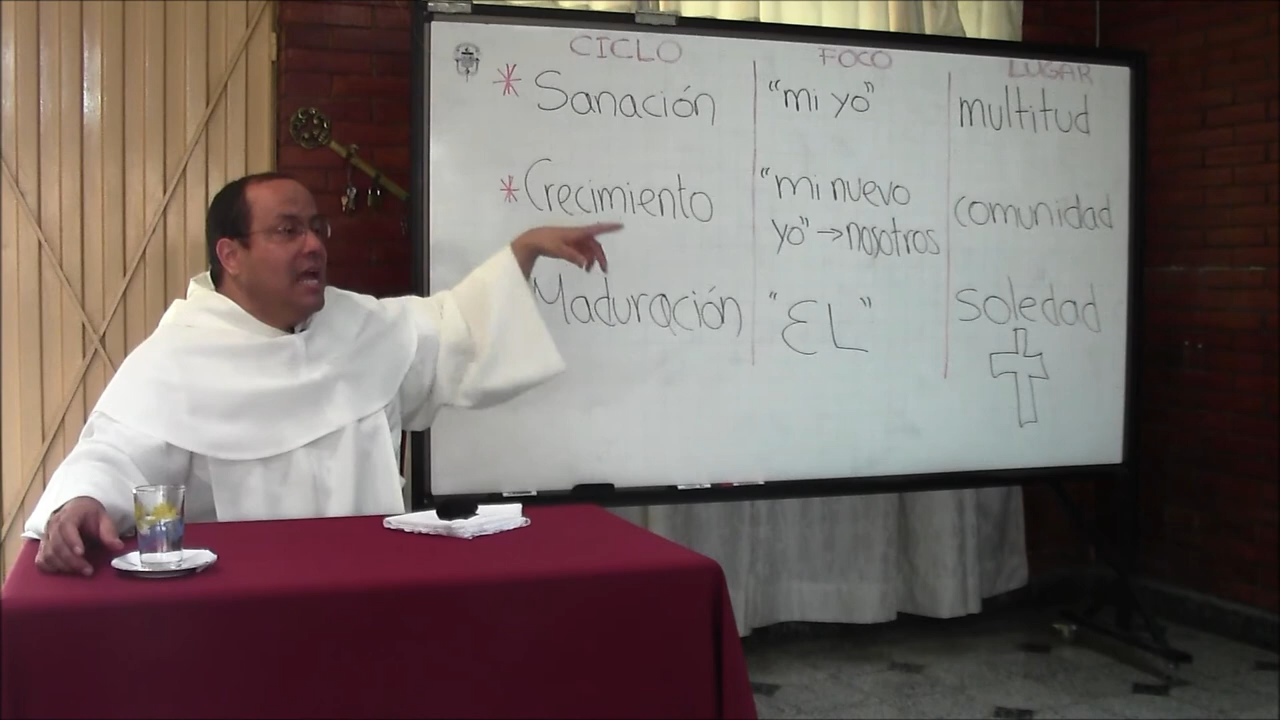 CICLO FOCO LUGAR
* Sanación "mi yo" multitud
* Crecimiento "mi nuevo comunidad
yo" → nosotros
Maduración "EL" soledad